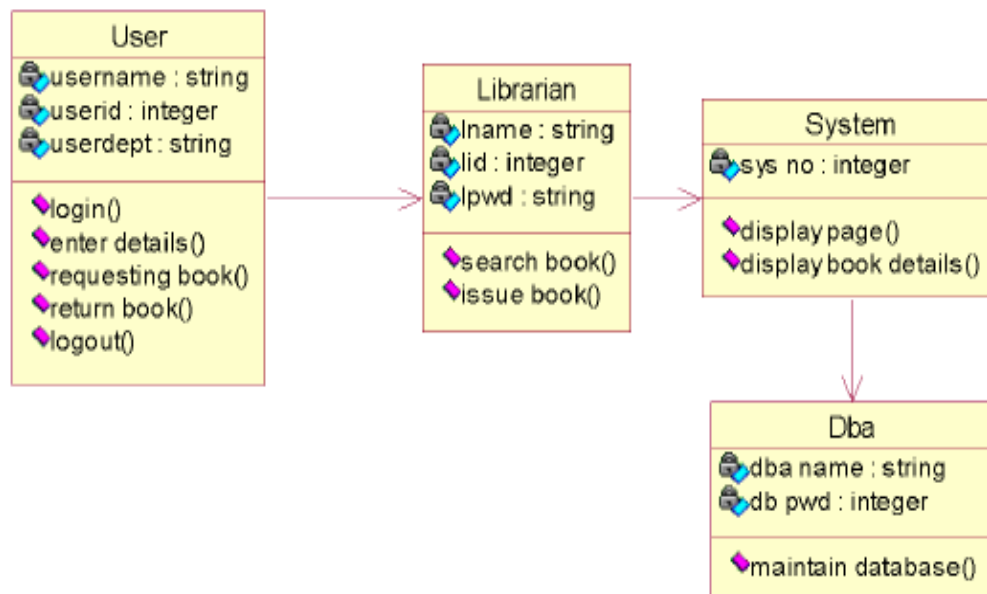 User
username : string
userid : integer
userdept : string
login()
enter details()
requesting book()
return book()
logout()
Librarian
lname : string
lid : integer
lpwd : string
search book()
issue book()
System
sys no : integer
display page()
display book details()
Dba
dba name : string
db pwd : integer
maintain database()